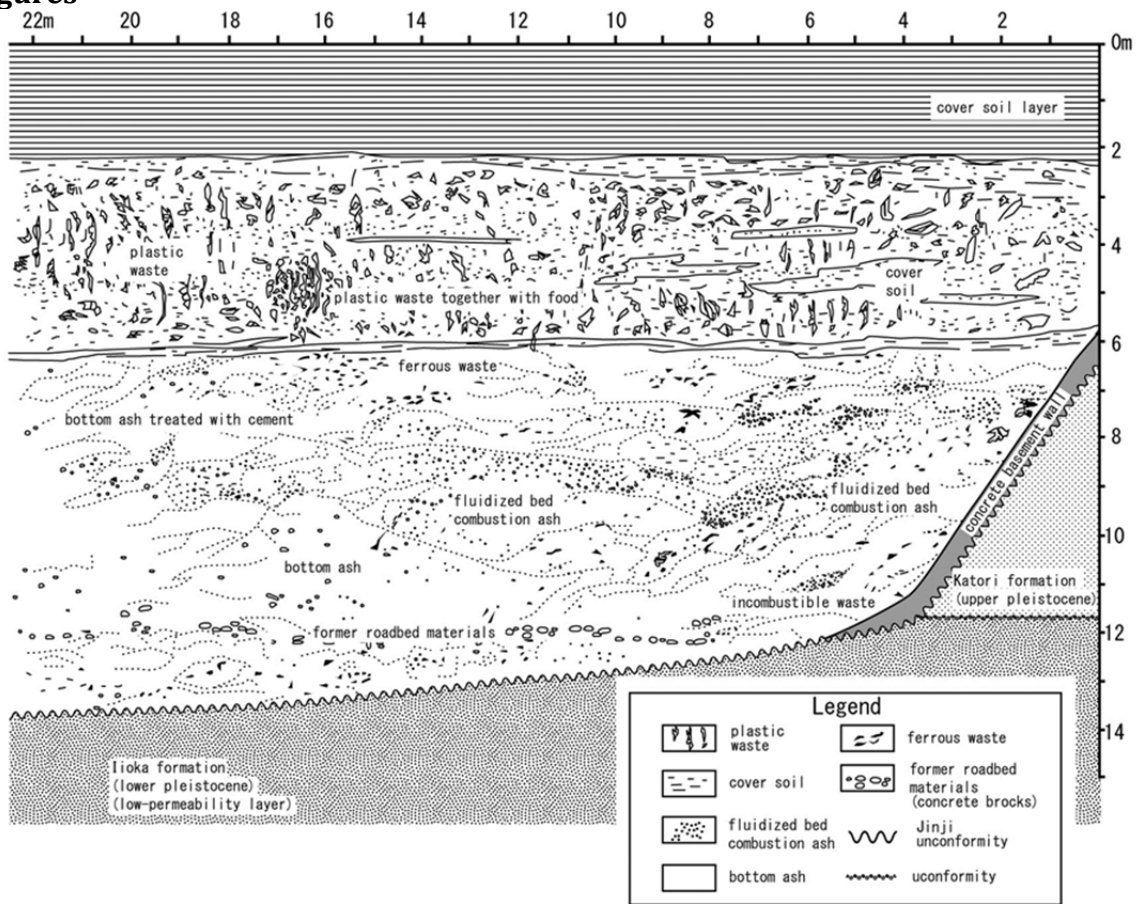 gures
22m 20 18 16 14 12 10 8 6 4 2 0m
cover soil layer
2
plastic
waste
4
cover
soil
plastic waste together with food
6
ferrous waste
bottom ash treated with cement
8
concrete basement wall
fluidized bed
combustion ash
fluidized bed
combustion ash
10
bottom ash
Katori formation
(upper pleistocene)
incombustible waste
former roadbed materials
12
14
Iioka formation
(lower pleistocene)
(low-permeability layer)
Legend
plastic
waste
ferrous waste
cover soil
former roadbed
materials
(concrete brocks)
fluidized bed
combustion ash
Jinji
unconformity
bottom ash
uconformity